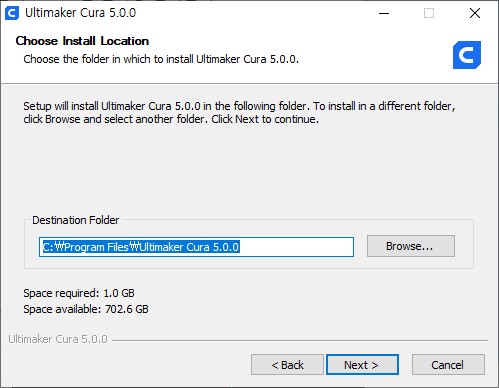 Ultimaker Cura 5.0.0
Choose Install Location
Choose the folder in which to install Ultimaker Cura 5.0.0.
Setup will install Ultimaker Cura 5.0.0 in the following folder. To install in a different folder,
click Browse and select another folder. Click Next to continue.
Destination Folder
C:₩Program Files₩Ultimaker Cura 5.0.0
Browse...
Space required: 1.0 GB
Space available: 702.6 GB
Ultimaker Cura 5.0.0
< Back
Next >
Cancel